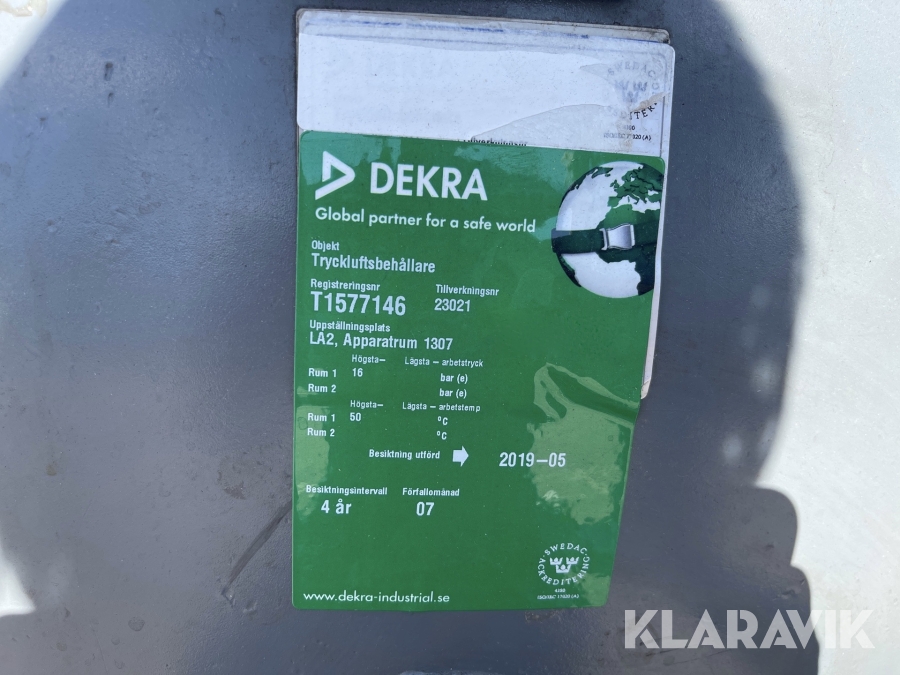 SWEDAC
DEKRA
Global partner for a safe world
Objekt
Tryckluftsbehållare
Registreringsnr Tillverkningsnr
T1577146 23021
Uppställningsplats
LA2, Apparatrum 1307
Högsta– Lägsta – arbetstryck
Rum 1 16 bar (e)
Rum 2 bar (e)
Högsta– Lägsta – arbetstemp
Rum 1 50 °C
Rum 2 °C
Besiktning utförd 2019–05
Besiktningsintervall Förfallomånad
4 år 07
SWEDAC ACKREDITERING
www.dekra-industrial.se
KLARAVIK